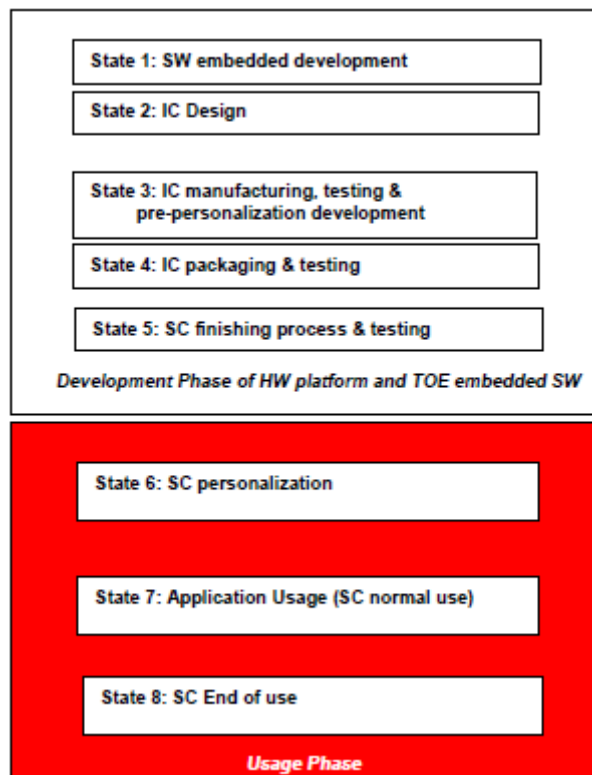 State 1: SW embedded development
State 2: IC Design
State 3: IC manufacturing, testing &
pre-personalization development
State 4: IC packaging & testing
State 5: SC finishing process & testing
Development Phase of HW platform and TOE embedded SW
State 6: SC personalization
State 7: Application Usage (SC normal use)
State 8: SC End of use
Usage Phase